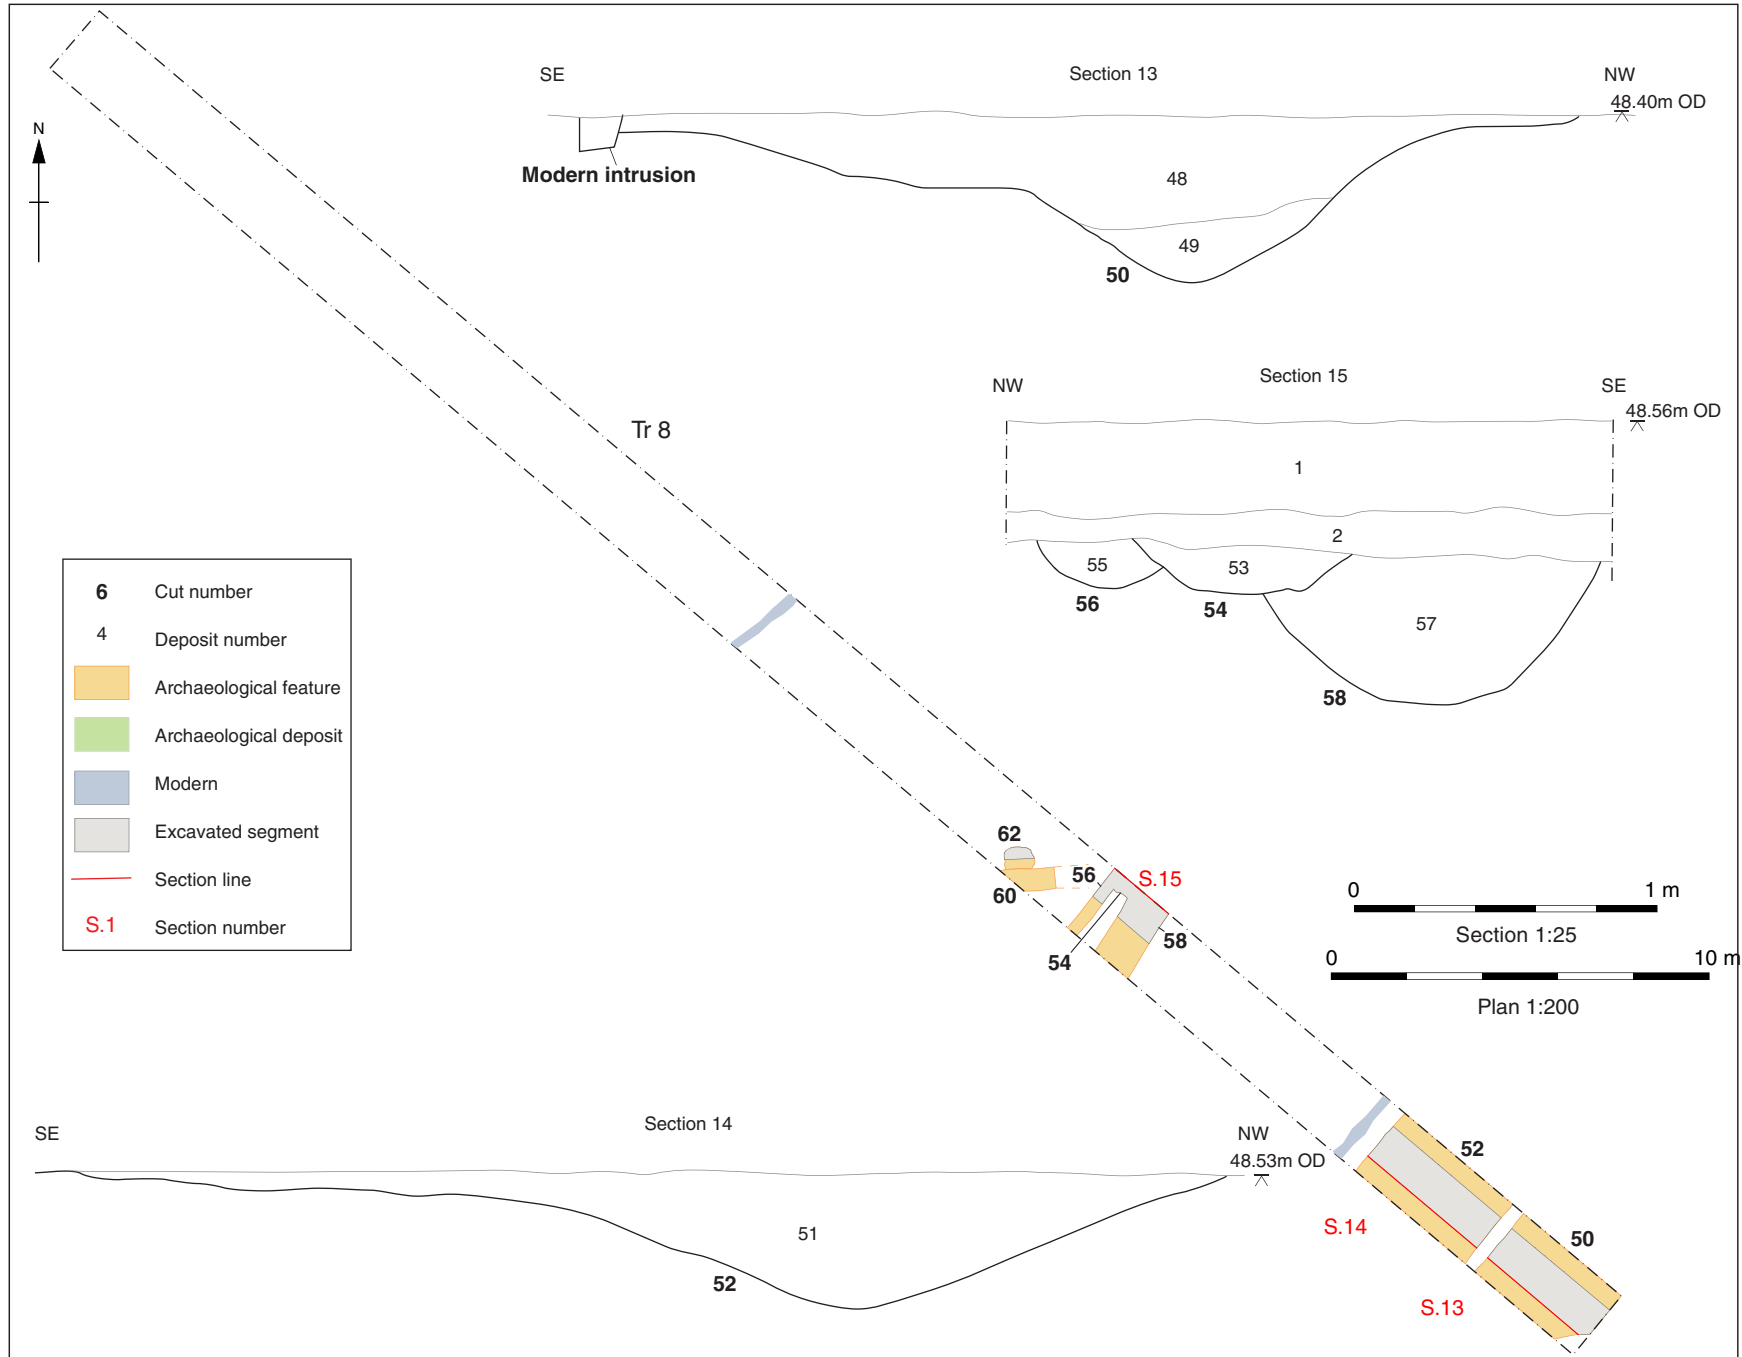 SE
Section 13
NW
48.40m OD
N
Modern intrusion
48
49
50
Section 15
NW
SE
48.56m OD
Tr 8
1
2
55
53
56
54
57
58
6 Cut number
4 Deposit number
Archaeological feature
Archaeological deposit
Modern
Excavated segment
Section line
S.1 Section number
62
56
S.15
60
58
54
0 1 m
Section 1:25
0 10 m
Plan 1:200
Section 14
SE
NW
48.53m OD
51
52
52
S.14
50
S.13